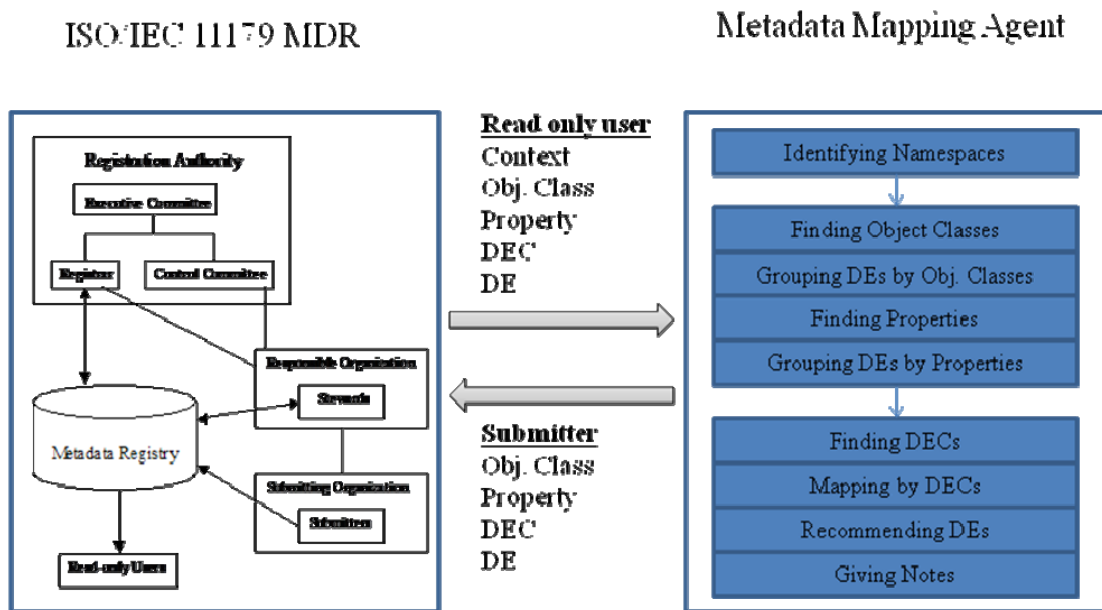 ISO/IEC 11179 MDR
Metadata Mapping Agent
Registration Authority
Executive Committee
Registrar
Control Committee
Responsible Organization
Stewards
Metadata Registry
Submitting Organization
Submitters
Read-only Users
Read only user
Context
Obj. Class
Property
DEC
DE
Submitter
Obj. Class
Property
DEC
DE
Identifying Namespaces
Finding Object Classes
Grouping DEs by Obj. Classes
Finding Properties
Grouping DEs by Properties
Finding DECs
Mapping by DECs
Recommending DEs
Giving Notes